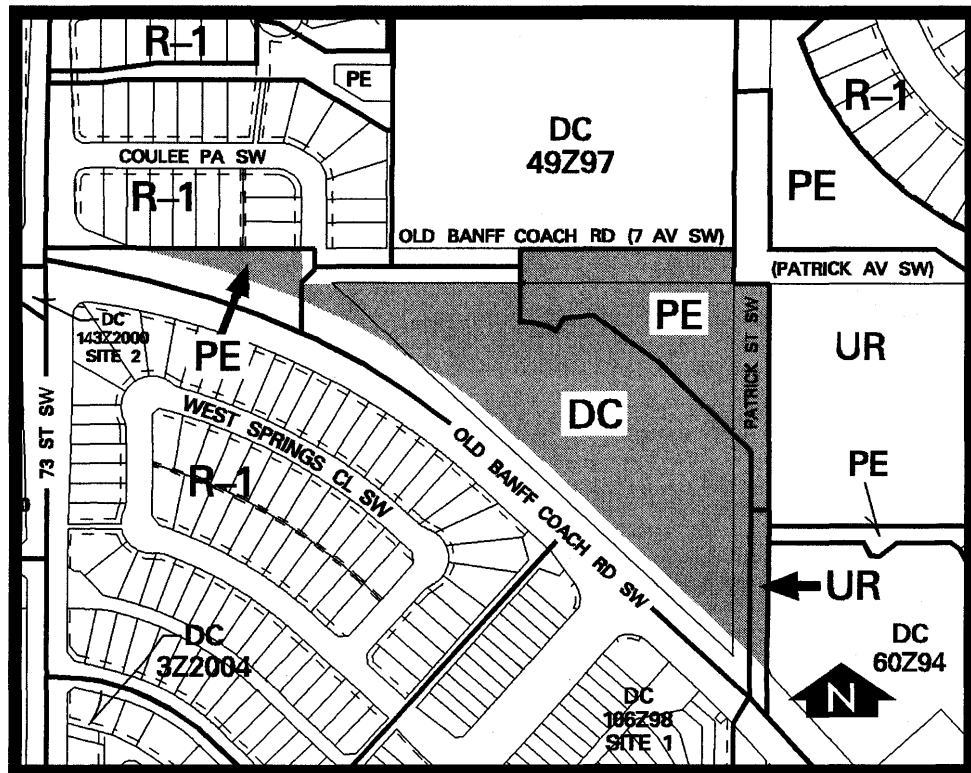 R–1
PE
R–1
DC
49Z97
COULEE PA SW
PE
R–1
OLD BANFF COACH RD (7 AV SW)
(PATRICK AV SW)
DC
143Z2000
SITE 2
PE
PE
PATRICK ST SW
UR
DC
WEST SPRINGS CL SW
OLD BANFF COACH RD SW
73 ST SW
R–1
PE
UR
DC
3Z2004
DC
60Z94
N
DC
106Z98
SITE 1